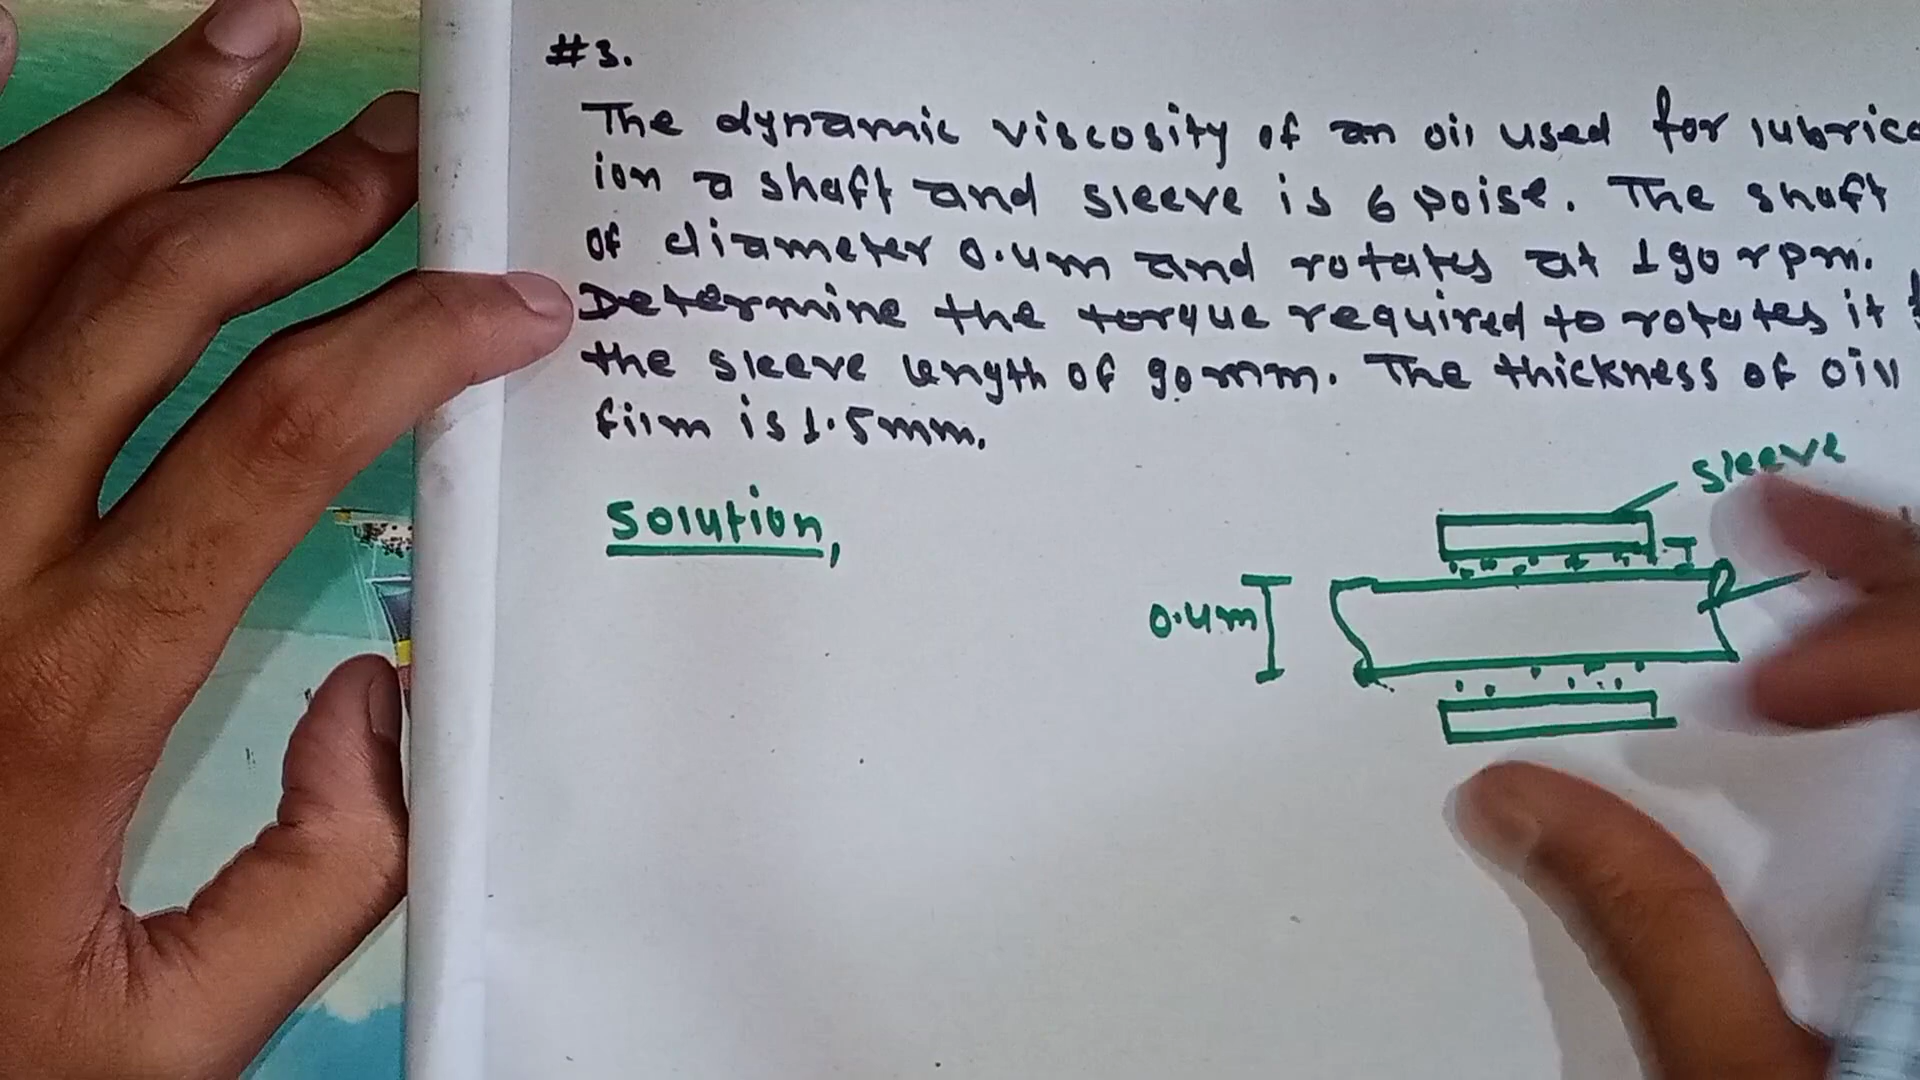 #3.
The dynamic viscosity of an oil used for lubrica
ion a shaft and sleeve is 6 poise. The shaft
of diameter 0.4m and rotates at 190 rpm.
Determine the torque required to rotates it
the sleeve length of 90mm. The thickness of oil
film is 1.5mm.
Sleeve
Solution,
0.4m